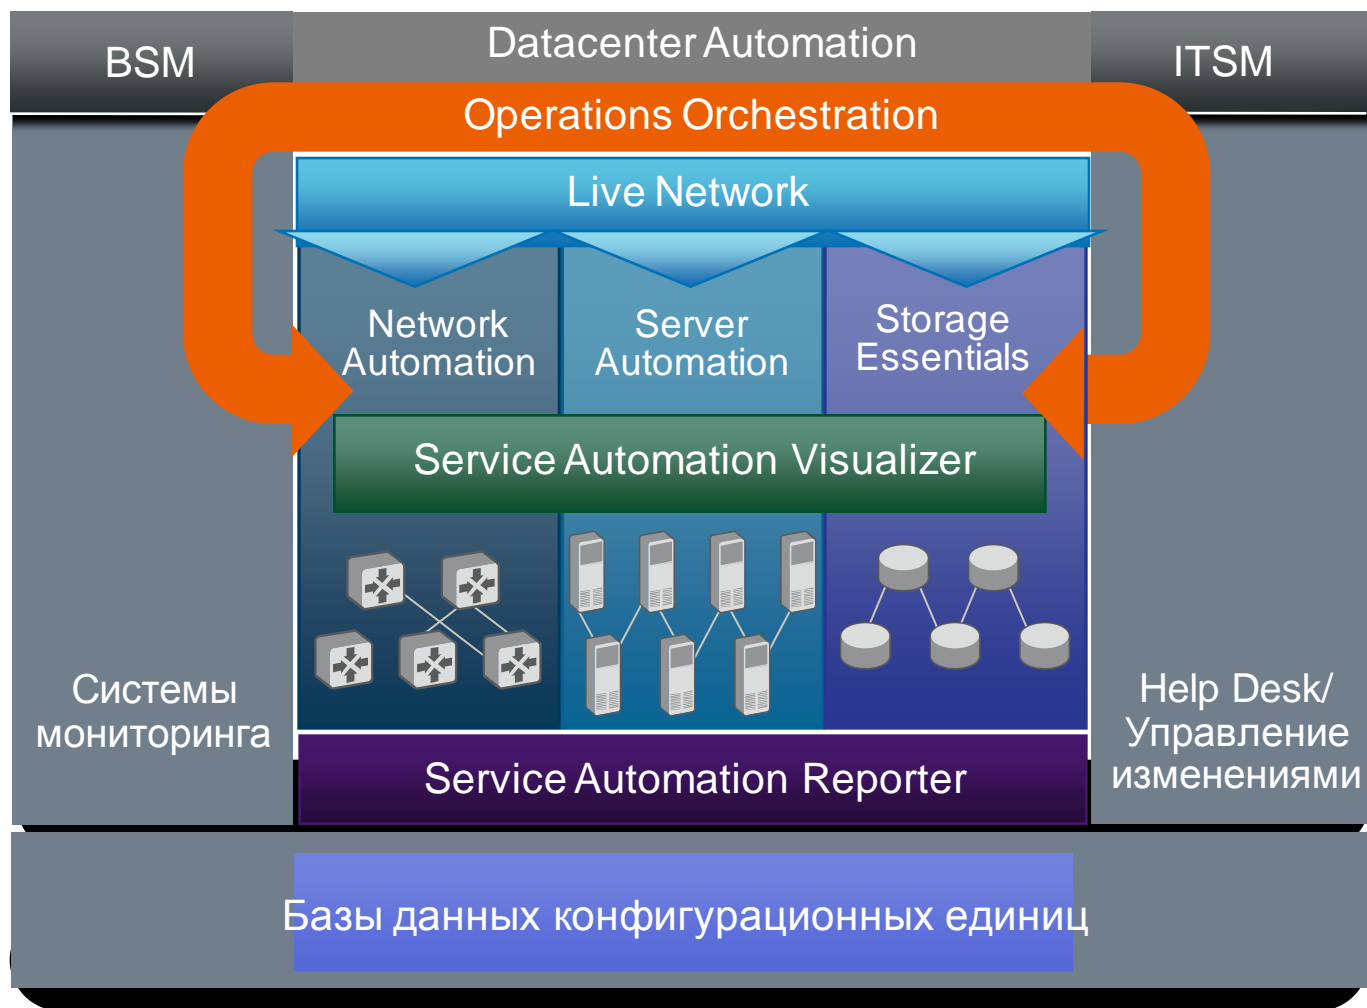 BSM
Datacenter Automation
ITSM
Operations Orchestration
Live Network
Network
Automation
Server
Automation
Storage
Essentials
Service Automation Visualizer
Системы
мониторинга
Help Desk/
Управление
изменениями
Service Automation Reporter
Базы данных конфигурационных единиц